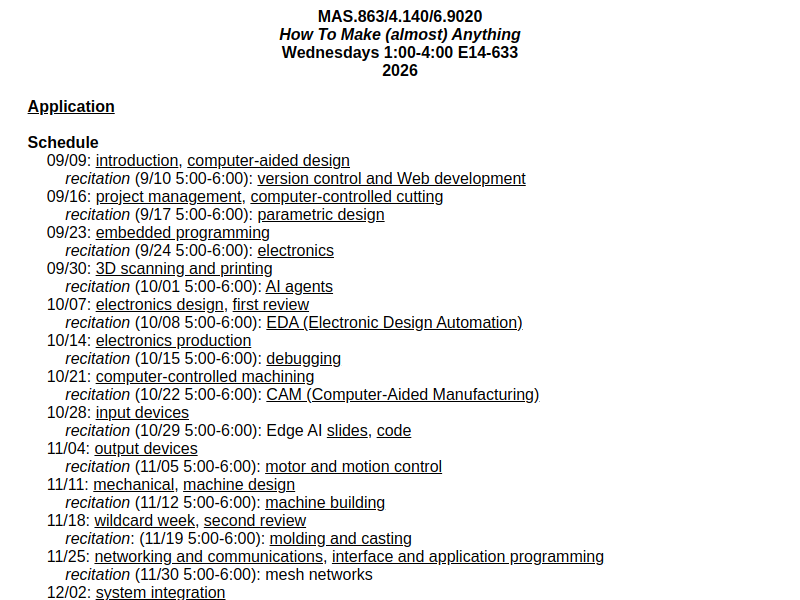 MAS.863/4.140/6.9020
How To Make (almost) Anything
Wednesdays 1:00-4:00 E14-633
2026
Application
Schedule
09/09: introduction, computer-aided design
recitation (9/10 5:00-6:00): version control and Web development
09/16: project management, computer-controlled cutting
recitation (9/17 5:00-6:00): parametric design
09/23: embedded programming
recitation (9/24 5:00-6:00): electronics
09/30: 3D scanning and printing
recitation (10/01 5:00-6:00): AI agents
10/07: electronics design, first review
recitation (10/08 5:00-6:00): EDA (Electronic Design Automation)
10/14: electronics production
recitation (10/15 5:00-6:00): debugging
10/21: computer-controlled machining
recitation (10/22 5:00-6:00): CAM (Computer-Aided Manufacturing)
10/28: input devices
recitation (10/29 5:00-6:00): Edge AI slides, code
11/04: output devices
recitation (11/05 5:00-6:00): motor and motion control
11/11: mechanical, machine design
recitation (11/12 5:00-6:00): machine building
11/18: wildcard week, second review
recitation: (11/19 5:00-6:00): molding and casting
11/25: networking and communications, interface and application programming
recitation (11/30 5:00-6:00): mesh networks
12/02: system integration